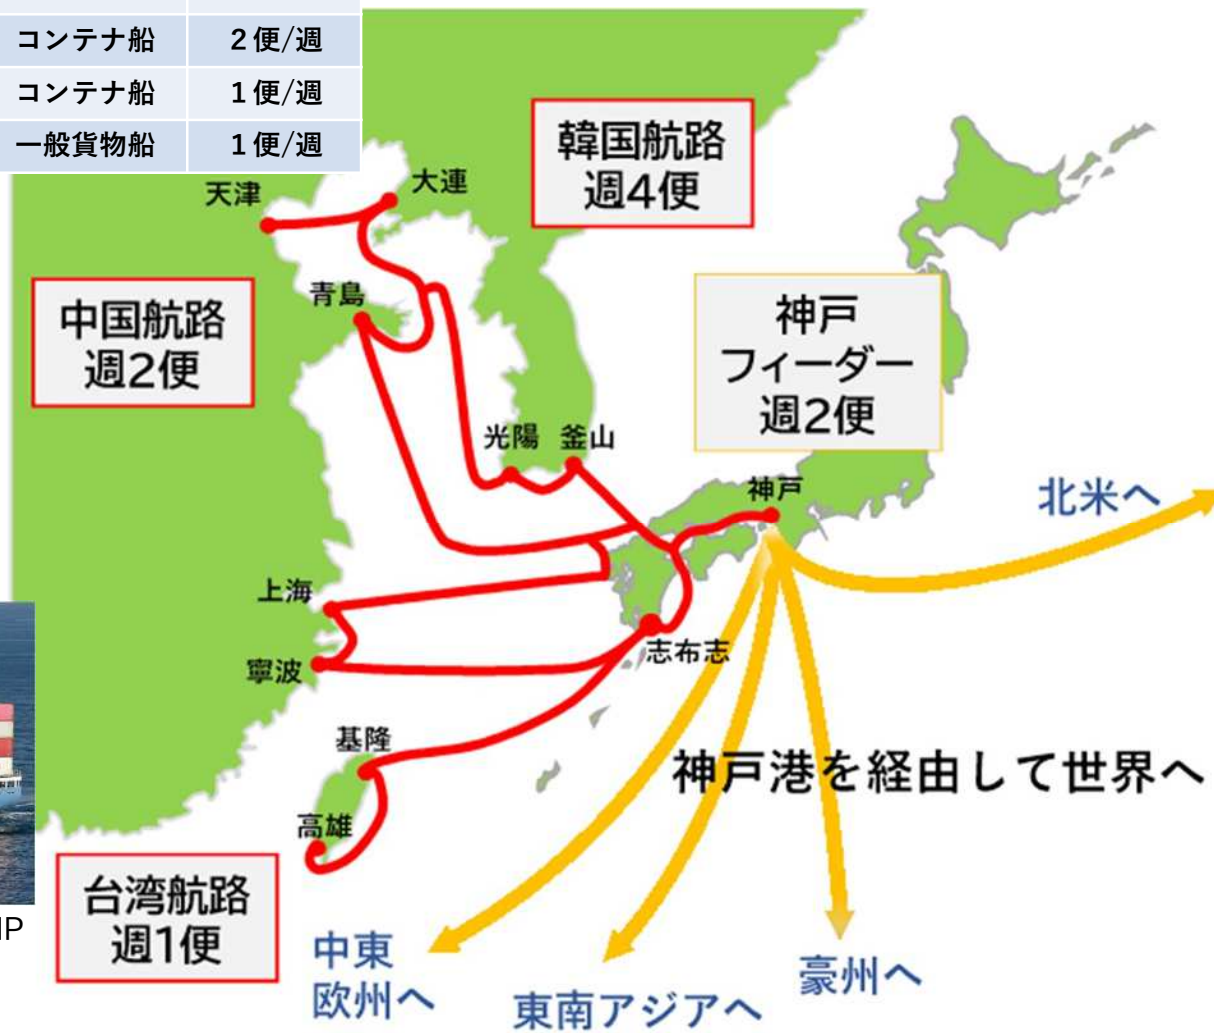 コンテナ船 2便/週
コンテナ船 1便/週
一般貨物船 1便/週
韓国航路
週4便
天津
大連
中国航路
週2便
青島
神戸
フィーダー
週2便
光陽 釜山
神戸
北米へ
上海
志布志
寧波
基隆
神戸港を経由して世界へ
高雄
台湾航路
週1便
中東
欧州へ
東南アジアへ
豪州へ